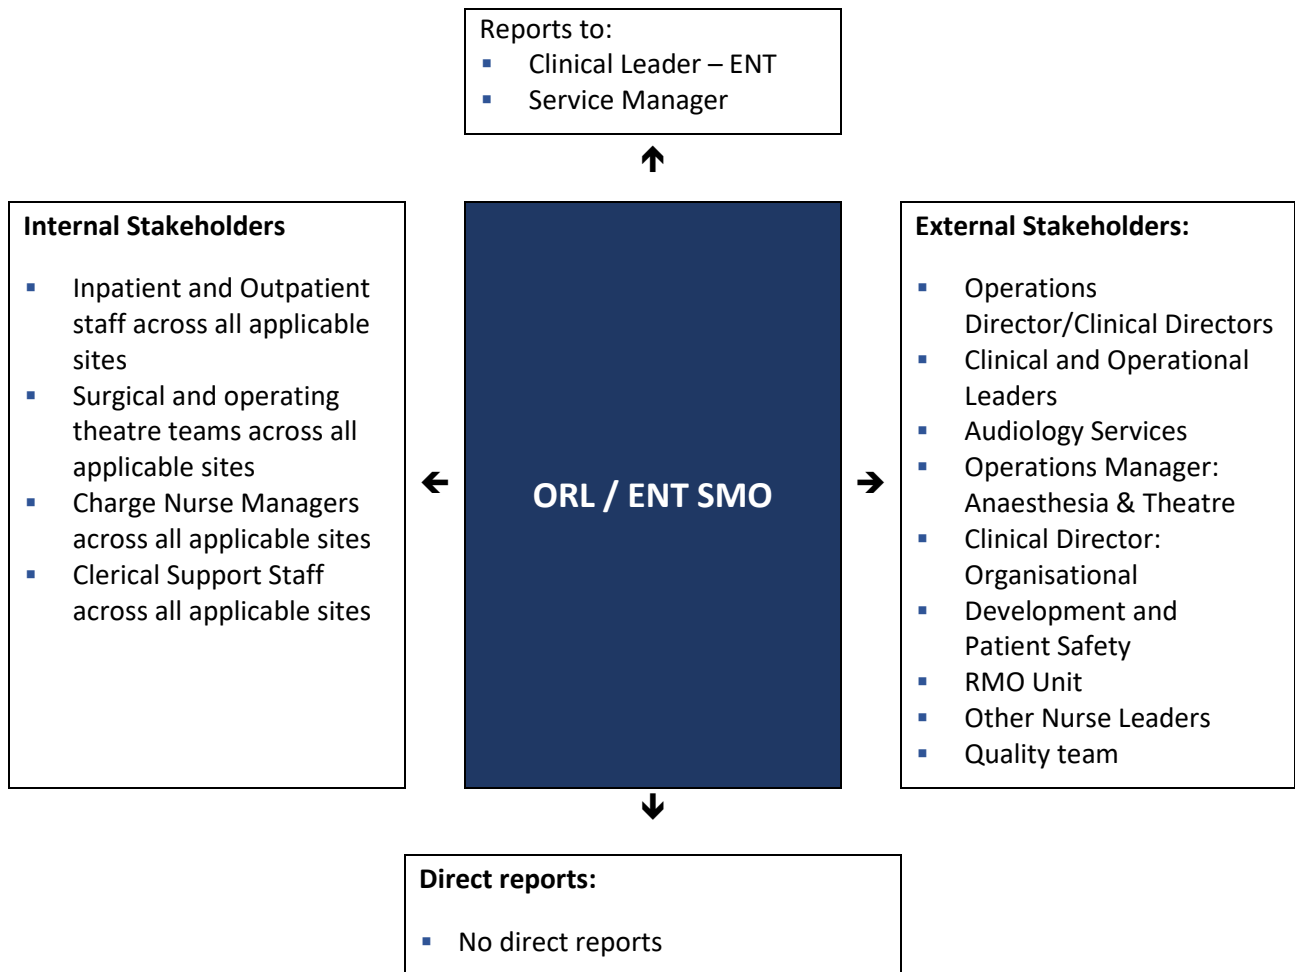 Reports to:
▪ Clinical Leader – ENT
▪ Service Manager
Internal Stakeholders
▪ Inpatient and Outpatient
staff across all applicable
sites
▪ Surgical and operating
theatre teams across all
applicable sites
▪ Charge Nurse Managers
across all applicable sites
▪ Clerical Support Staff
across all applicable sites
ORL / ENT SMO
External Stakeholders:
▪ Operations
Director/Clinical Directors
▪ Clinical and Operational
Leaders
▪ Audiology Services
▪ Operations Manager:
Anaesthesia & Theatre
▪ Clinical Director:
Organisational
▪ Development and
Patient Safety
▪ RMO Unit
▪ Other Nurse Leaders
▪ Quality team
Direct reports:
▪ No direct reports